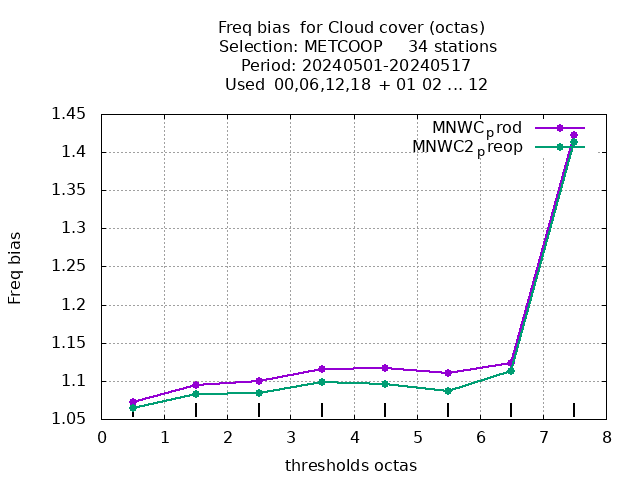 Freq bias  for Cloud cover (octas)
Selection: METCOOP     34 stations
Period: 20240501-20240517
Used  00,06,12,18  + 01 02 ... 12
1.45
1.4
1.35
1.3
1.25
1.2
1.15
1.1
1.05
Freq bias
MNWC_prod
MNWC2_preop
0 1 2 3 4 5 6 7 8
thresholds octas